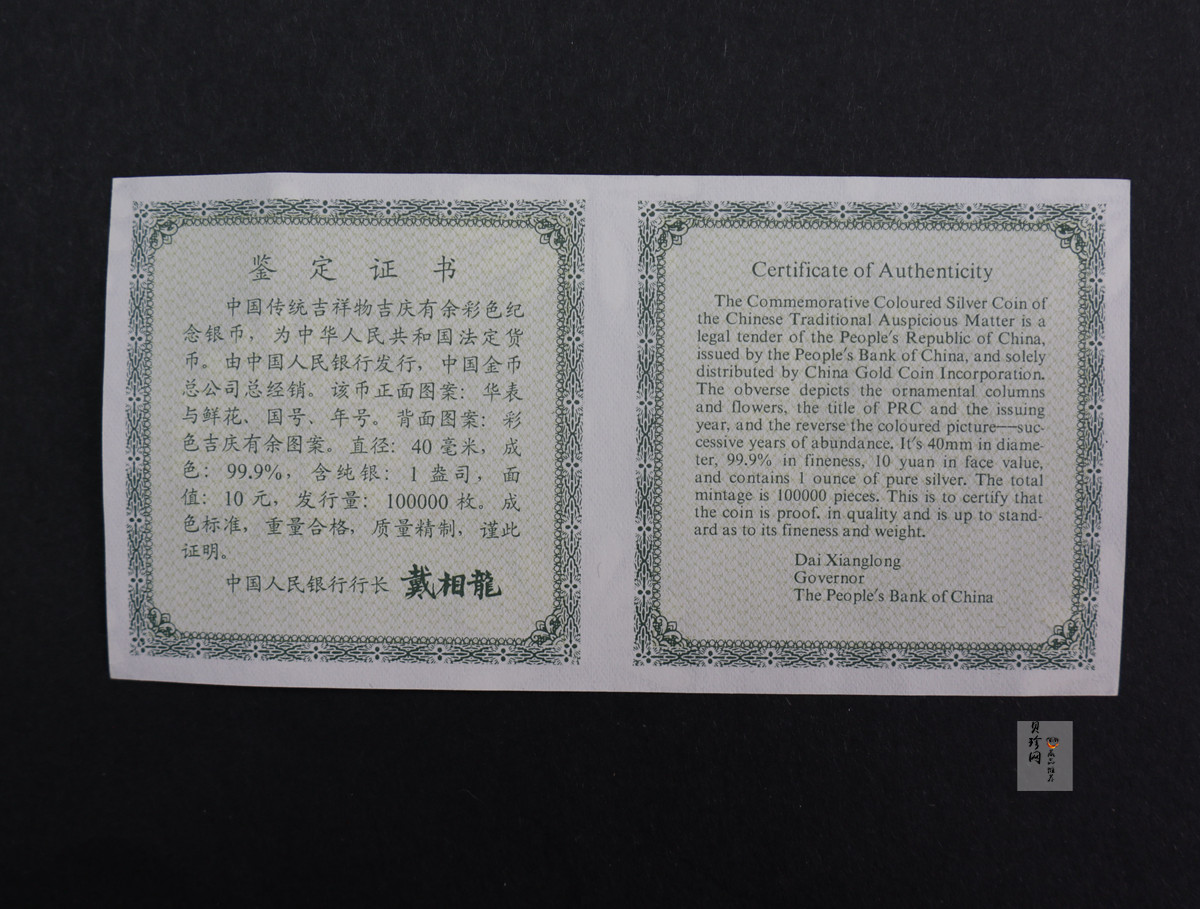 鉴定证书
中国传统吉祥物吉庆有余彩色纪
念银币，为中华人民共和国法定货
币。由中国人民银行发行，中国金币
总公司总经销。该币正面图案：华表
与鲜花、国号、年号。背面图案：彩
色吉庆有余图案。直径：40毫米，成
色：99.9%，含纯银：1盎司，面
值：10元，发行量：100000枚。成
色标准，重量合格，质量精制，谨此
证明。
中国人民银行行长 戴相龍
Certificate of Authenticity
The Commemorative Coloured Silver Coin of
the Chinese Traditional Auspicious Matter is a
legal tender of the People's Republic of China,
issued by the People's Bank of China, and solely
distributed by China Gold Coin Incorporation.
The obverse depicts the ornamental columns
and flowers, the title of PRC and the issuing
year, and the reverse the coloured picture—suc-
cessive years of abundance. It's 40mm in diame-
ter, 99.9% in fineness, 10 yuan in face value,
and contains 1 ounce of pure silver. The total
mintage is 100000 pieces. This is to certify that
the coin is proof. in quality and is up to stand-
ard as to its fineness and weight.
Dai Xianglong
Governor
The People's Bank of China
贝珍网